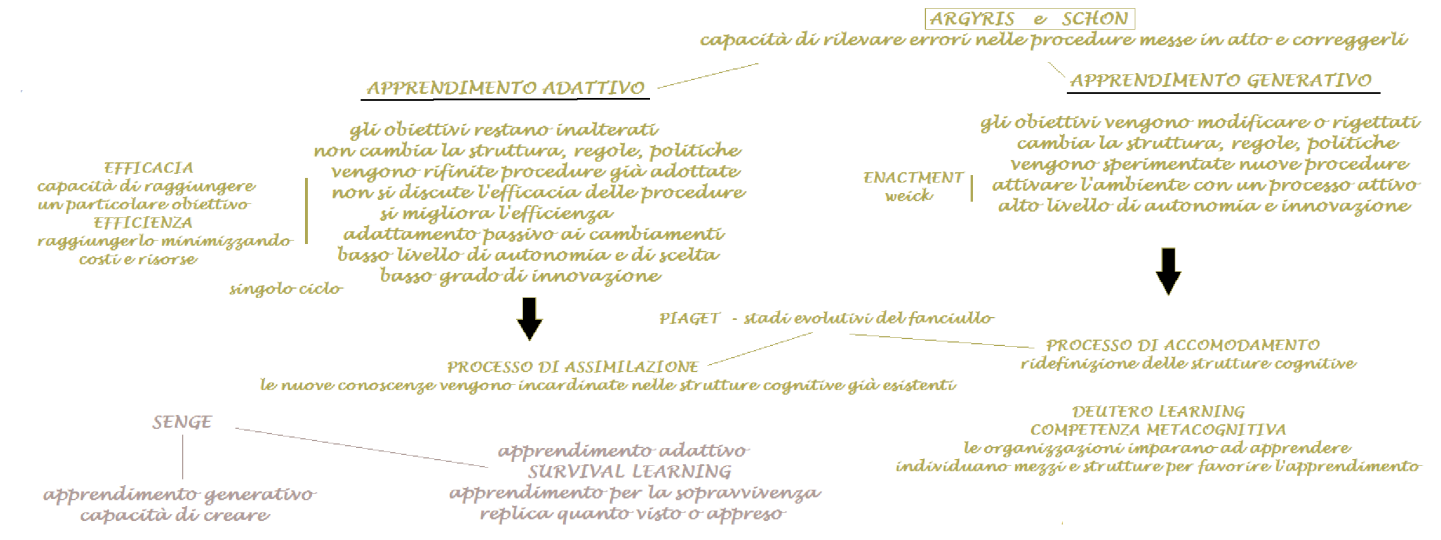 ARGYRIS e SCHON
capacità di rilevare errori nelle procedure messe in atto e correggerli
APPRENDIMENTO ADATTIVO
gli obiettivi restano inalterati
non cambia la struttura, regole, politiche
vengono rifinite procedure già adottate
non si discute l'efficacia delle procedure
si migliora l'efficienza
adattamento passivo ai cambiamenti
basso livello di autonomia e di scelta
basso grado di innovazione
EFFICACIA
capacità di raggiungere
un particolare obiettivo
EFFICIENZA
raggiungerlo minimizzando
costi e risorse
singolo ciclo
APPRENDIMENTO GENERATIVO
gli obiettivi vengono modificare o rigettati
cambia la struttura, regole, politiche
vengono sperimentate nuove procedure
attivare l'ambiente con un processo attivo
alto livello di autonomia e innovazione
ENACTMENT
weick
PIAGET - stadi evolutivi del fanciullo
PROCESSO DI ASSIMILAZIONE
le nuove conoscenze vengono incardinate nelle strutture cognitive già esistenti
PROCESSO DI ACCOMODAMENTO
ridefinizione delle strutture cognitive
DEUTERO LEARNING
COMPETENZA METACOGNITIVA
le organizzazioni imparano ad apprendere
individuano mezzi e strutture per favorire l'apprendimento
SENGE
apprendimento generativo
capacità di creare
apprendimento adattivo
SURVIVAL LEARNING
apprendimento per la sopravvivenza
replica quanto visto o appreso